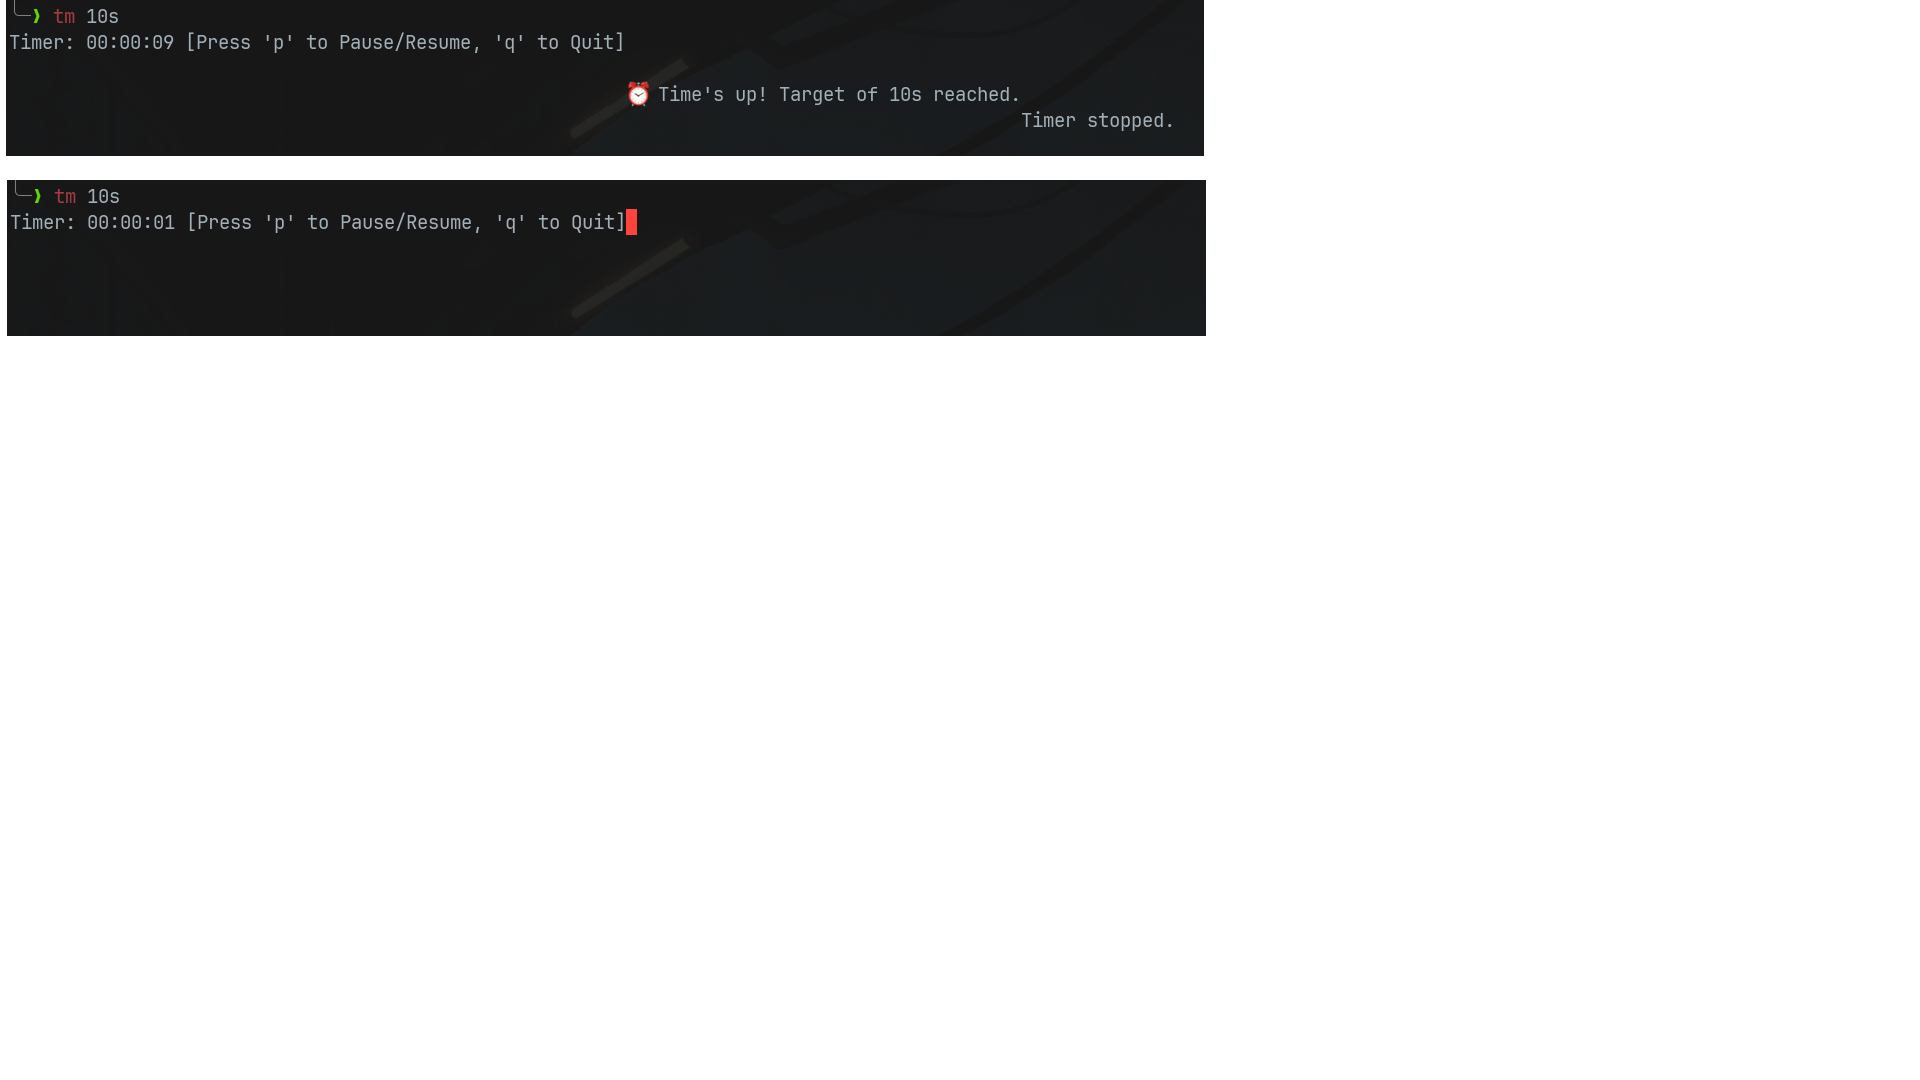 ╰─❯ tm 10s
Timer: 00:00:09 [Press 'p' to Pause/Resume, 'q' to Quit]
⏰ Time's up! Target of 10s reached.
Timer stopped.
╰─❯ tm 10s
Timer: 00:00:01 [Press 'p' to Pause/Resume, 'q' to Quit]